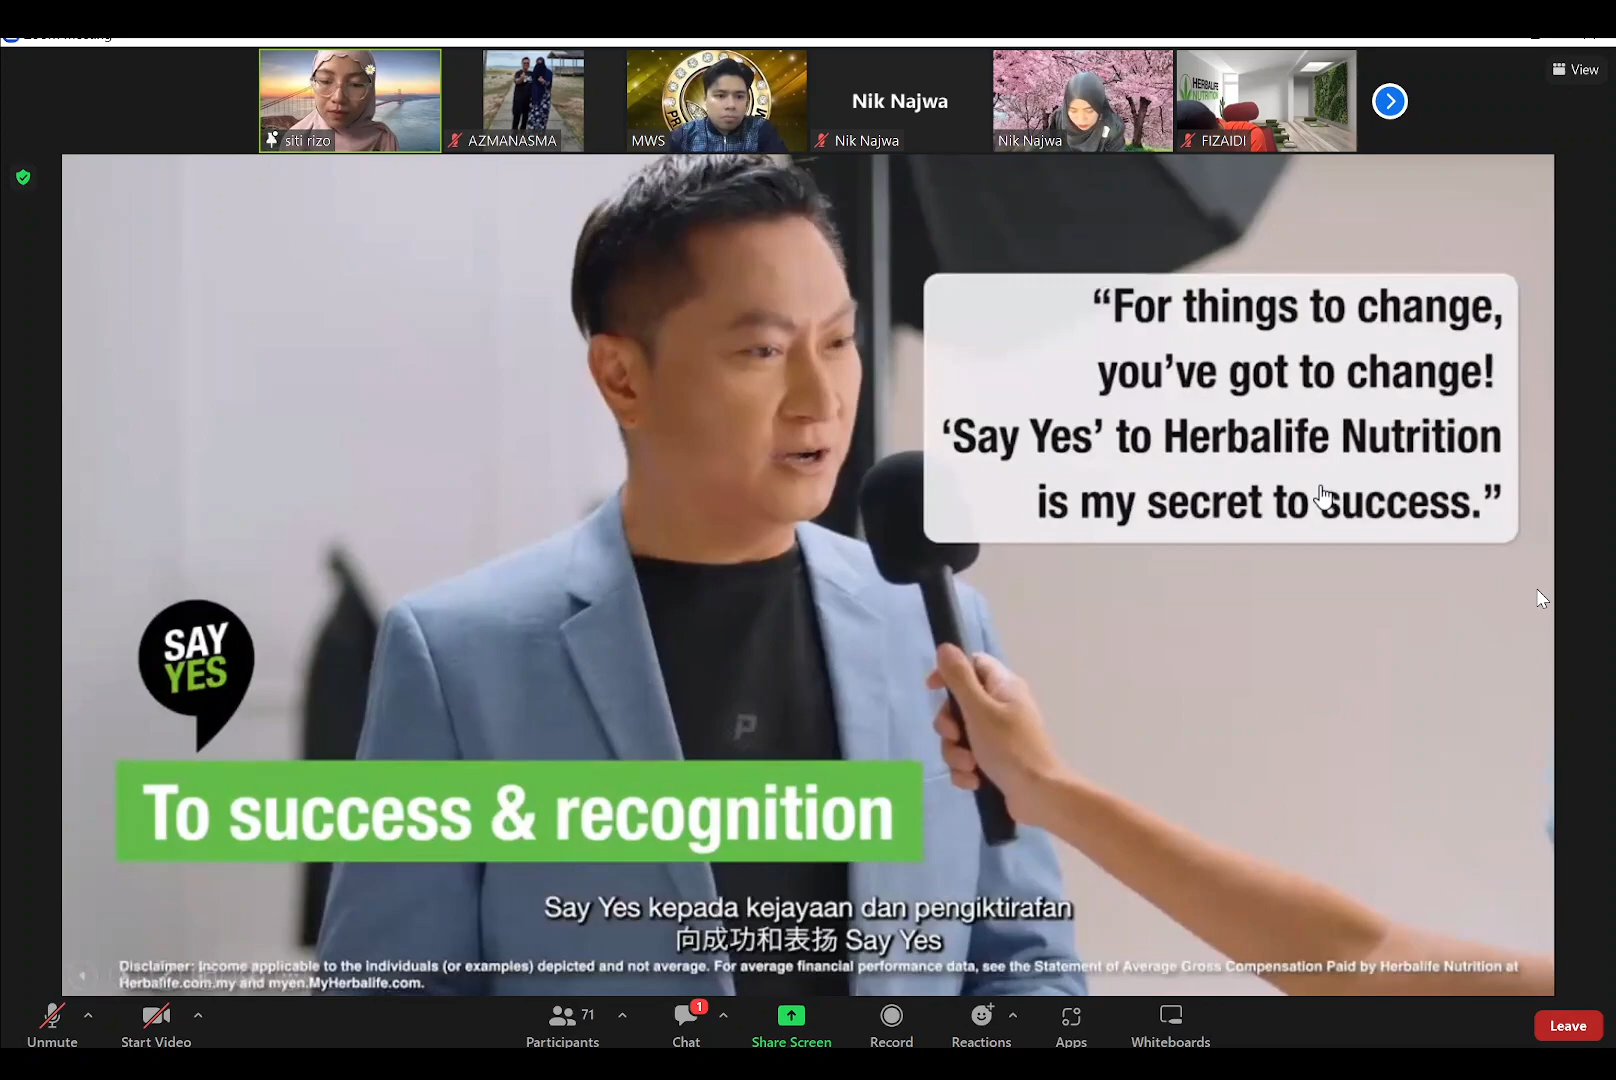 siti rizo
AZMANASMA
MWS
Nik Najwa
Nik Najwa
Nik Najwa
HERBALIFE
NUTRITION
FIZAIDI
View
“For things to change,
you’ve got to change!
‘Say Yes’ to Herbalife Nutrition
is my secret to success.”
SAY
YES
To success & recognition
Say Yes kepada kejayaan dan pengiktirafan
向成功和表扬 Say Yes
Disclaimer: Income applicable to the individuals (or examples) depicted and not average. For average financial performance data, see the Statement of Average Gross Compensation Paid by Herbalife Nutrition at
Herbalife.com.my and myen.MyHerbalife.com.
Unmute
Start Video
71
Participants
1
Chat
Share Screen
Record
Reactions
Apps
Whiteboards
Leave